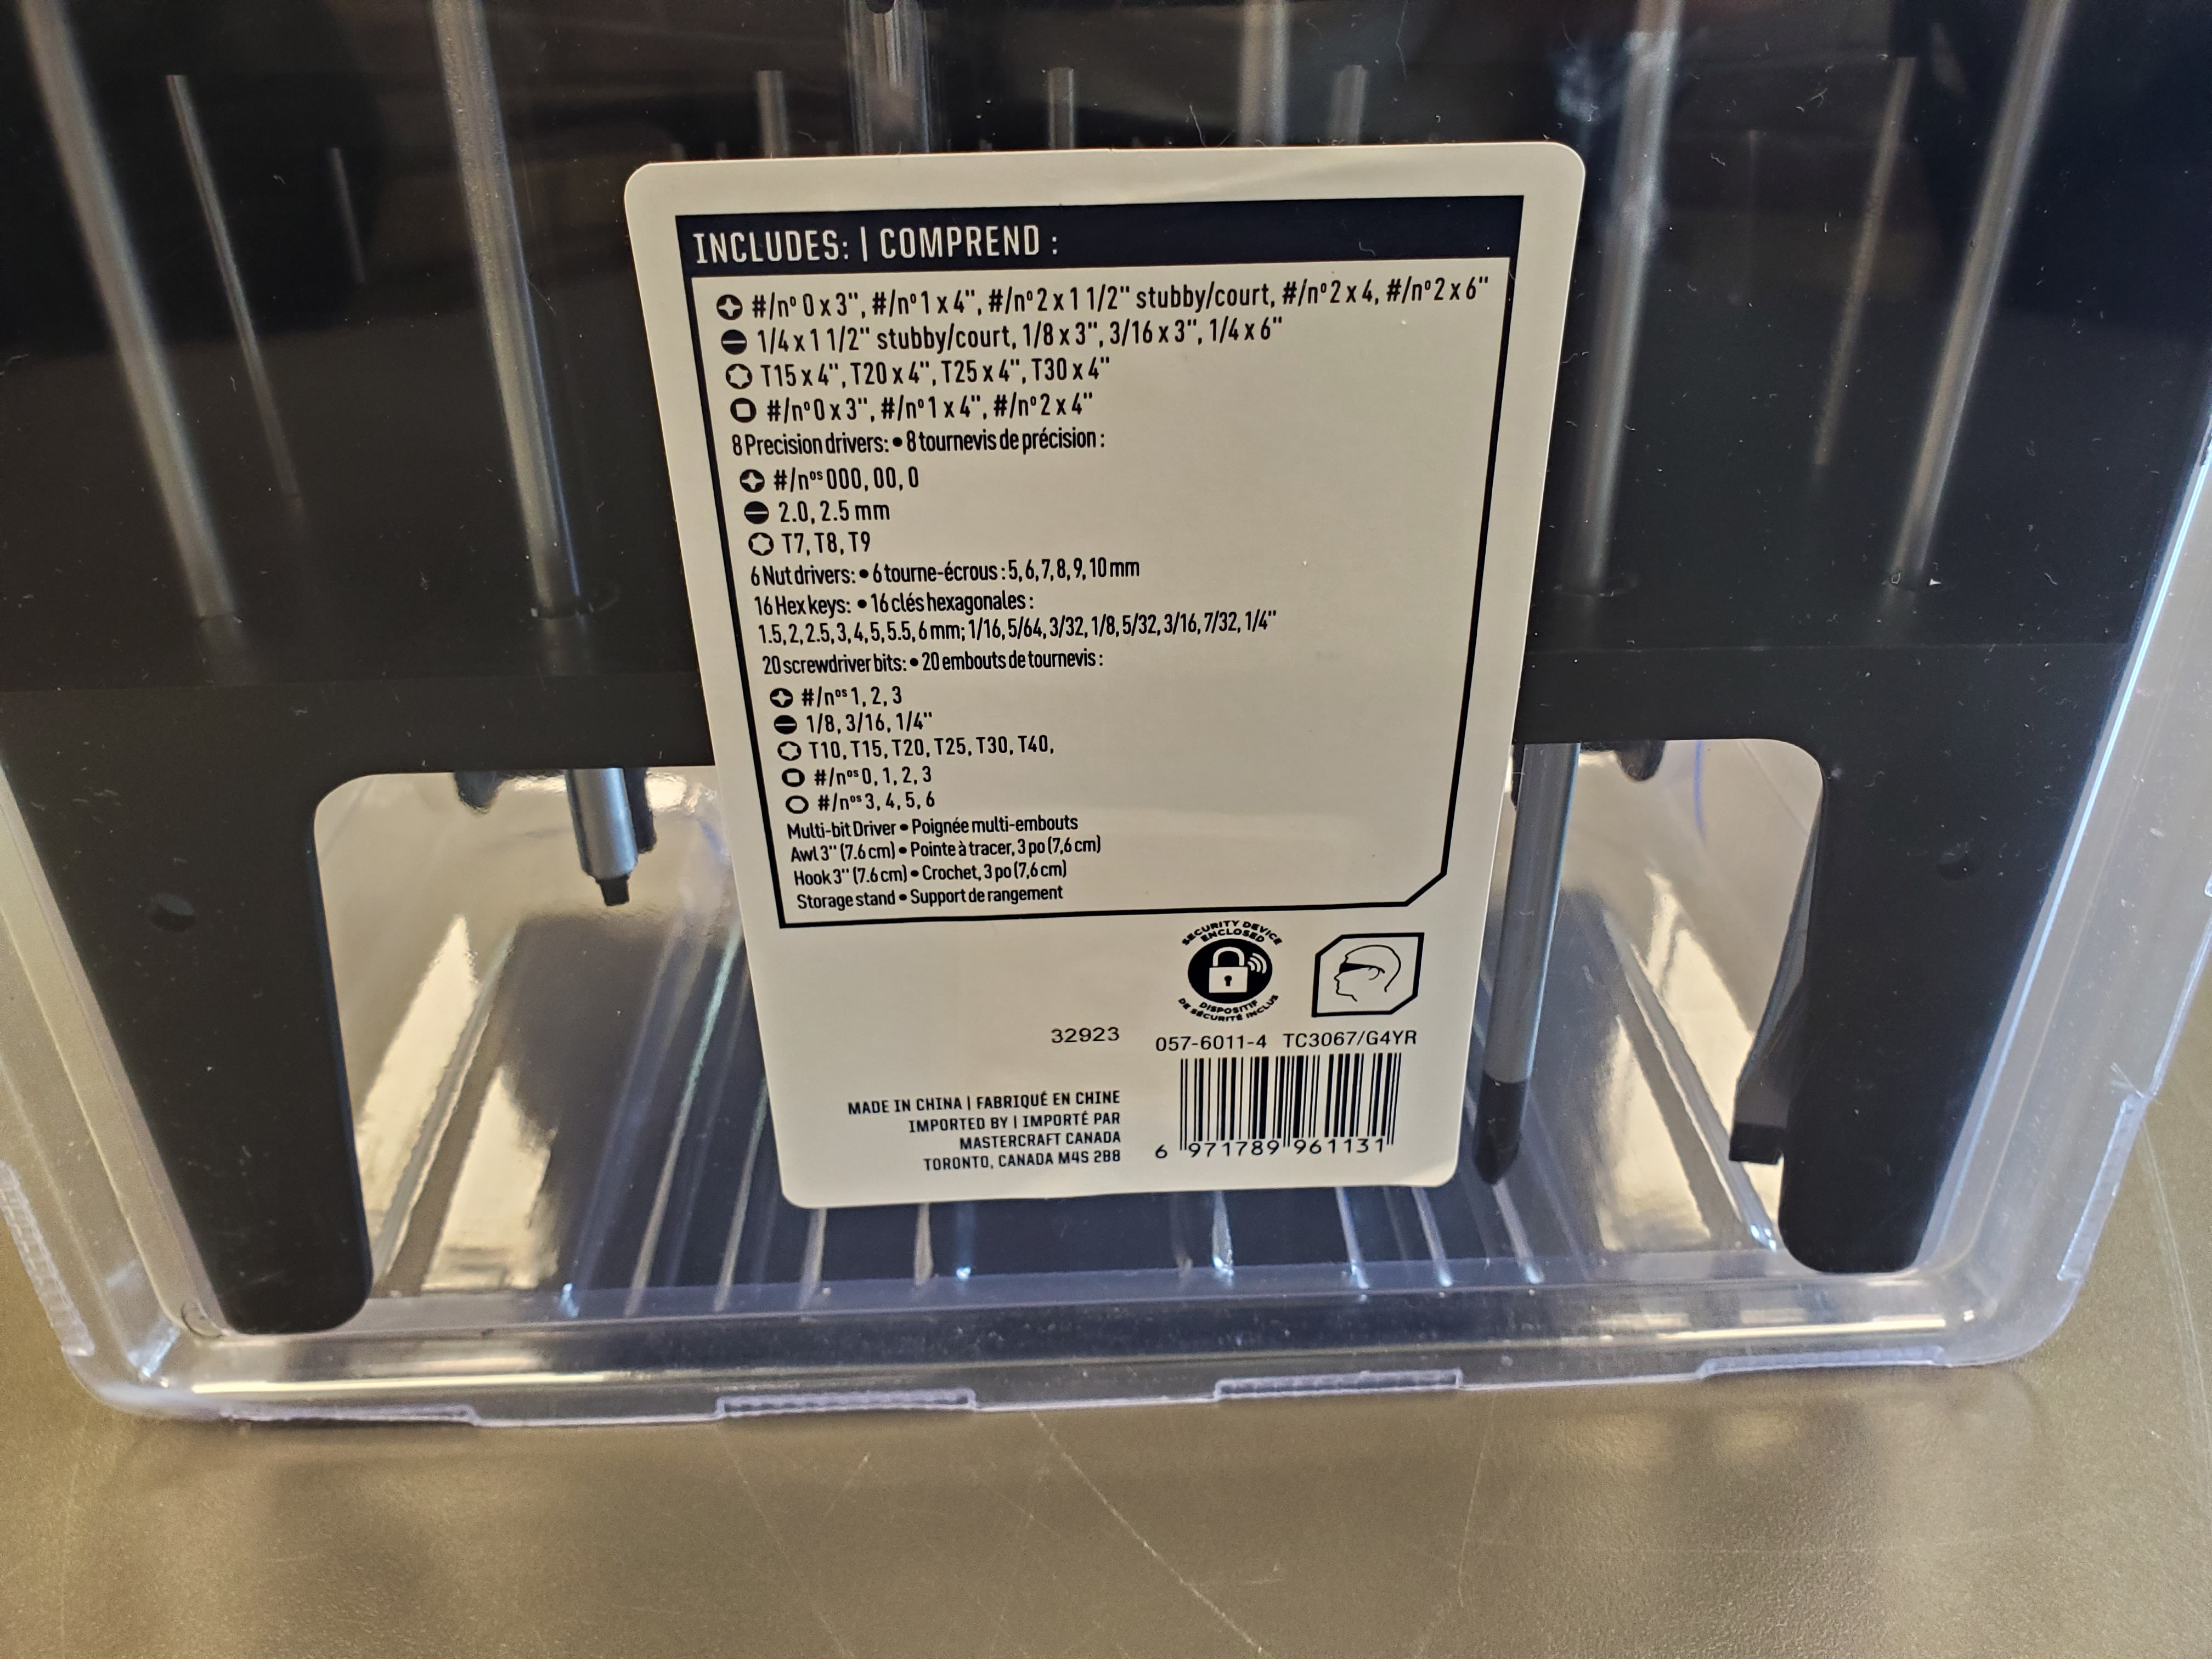 INCLUDES: | COMPREND :
#/nº 0 x 3", #/nº 1 x 4", #/nº 2 x 1 1/2" stubby/court, #/nº 2 x 4, #/nº 2 x 6"
1/4 x 1 1/2" stubby/court, 1/8 x 3", 3/16 x 3", 1/4 x 6"
T15 x 4", T20 x 4", T25 x 4", T30 x 4"
#/nº 0 x 3", #/nº 1 x 4", #/nº 2 x 4"
8 Precision drivers: • 8 tournevis de précision :
#/nºˢ 000, 00, 0
2.0, 2.5 mm
T7, T8, T9
6 Nut drivers: • 6 tourne-écrous : 5, 6, 7, 8, 9, 10 mm
16 Hex keys: • 16 clés hexagonales :
1.5, 2, 2.5, 3, 4, 5, 5.5, 6 mm; 1/16, 5/64, 3/32, 1/8, 5/32, 3/16, 7/32, 1/4"
20 screwdriver bits: • 20 embouts de tournevis :
#/nºˢ 1, 2, 3
1/8, 3/16, 1/4"
T10, T15, T20, T25, T30, T40,
#/nºˢ 0, 1, 2, 3
#/nºˢ 3, 4, 5, 6
Multi-bit Driver • Poignée multi-embouts
Awl 3" (7.6 cm) • Pointe à tracer, 3 po (7,6 cm)
Hook 3" (7.6 cm) • Crochet, 3 po (7,6 cm)
Storage stand • Support de rangement
SECURITY DEVICE
ENCLOSED
DISPOSITIF
DE SÉCURITÉ INCLUS
32923
057-6011-4 TC3067/G4YR
MADE IN CHINA | FABRIQUÉ EN CHINE
IMPORTED BY | IMPORTÉ PAR
MASTERCRAFT CANADA
TORONTO, CANADA M4S 2B8
6 971789 961131